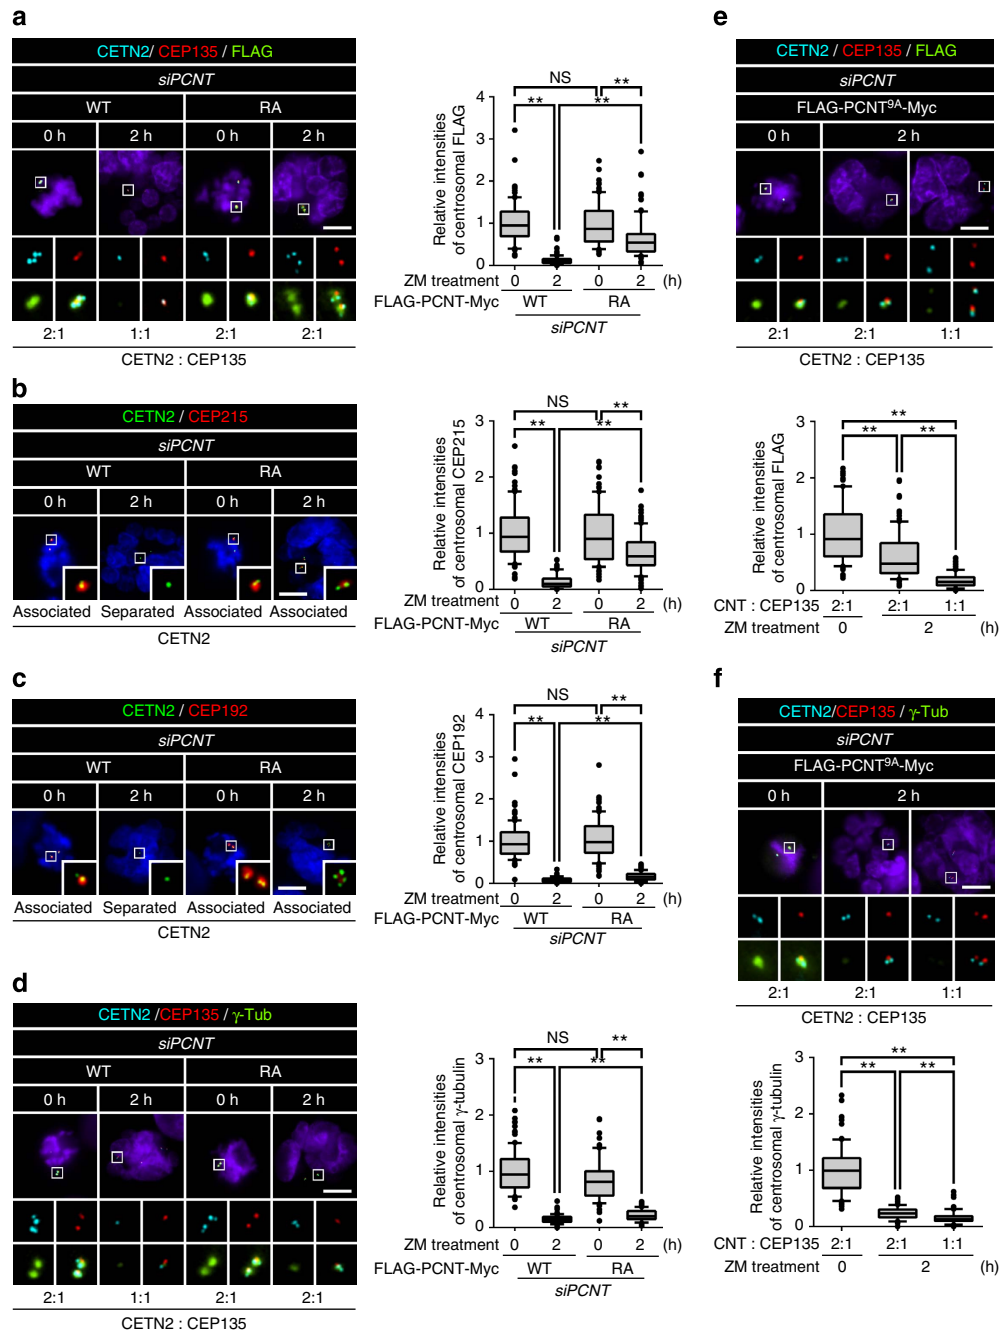 a
CETN2/ CEP135 / FLAG
siPCNT
WT RA
0 h 2 h 0 h 2 h
2:1 1:1 2:1 2:1
CETN2 : CEP135
Relative intensities
of centrosomal FLAG
NS **
** **
4
3
2
1
0
ZM treatment 0 2 0 2 (h)
FLAG-PCNT-Myc WT RA
siPCNT
b
CETN2 / CEP215
siPCNT
WT RA
0 h 2 h 0 h 2 h
Associated Separated Associated Associated
CETN2
Relative intensities
of centrosomal CEP215
NS **
** **
3
2
1
0
ZM treatment 0 2 0 2 (h)
FLAG-PCNT-Myc WT RA
siPCNT
c
CETN2 / CEP192
siPCNT
WT RA
0 h 2 h 0 h 2 h
Associated Separated Associated Associated
CETN2
Relative intensities
of centrosomal CEP192
NS **
** **
4
3
2
1
0
ZM treatment 0 2 0 2 (h)
FLAG-PCNT-Myc WT RA
siPCNT
d
CETN2 /CEP135 / γ-Tub
siPCNT
WT RA
0 h 2 h 0 h 2 h
2:1 1:1 2:1 2:1
CETN2 : CEP135
Relative intensities
of centrosomal γ-tubulin
NS **
** **
3
2
1
0
ZM treatment 0 2 0 2 (h)
FLAG-PCNT-Myc WT RA
siPCNT
e
CETN2 / CEP135 / FLAG
siPCNT
FLAG-PCNT9A-Myc
0 h 2 h
2:1 2:1 1:1
CETN2 : CEP135
Relative intensities
of centrosomal FLAG
**
** **
3
2
1
0
CNT : CEP135 2:1 2:1 1:1
ZM treatment 0 2 (h)
f
CETN2/CEP135 / γ-Tub
siPCNT
FLAG-PCNT9A-Myc
0 h 2 h
2:1 2:1 1:1
CETN2 : CEP135
Relative intensities
of centrosomal γ-tubulin
**
** **
3
2
1
0
CNT : CEP135 2:1 2:1 1:1
ZM treatment 0 2 (h)